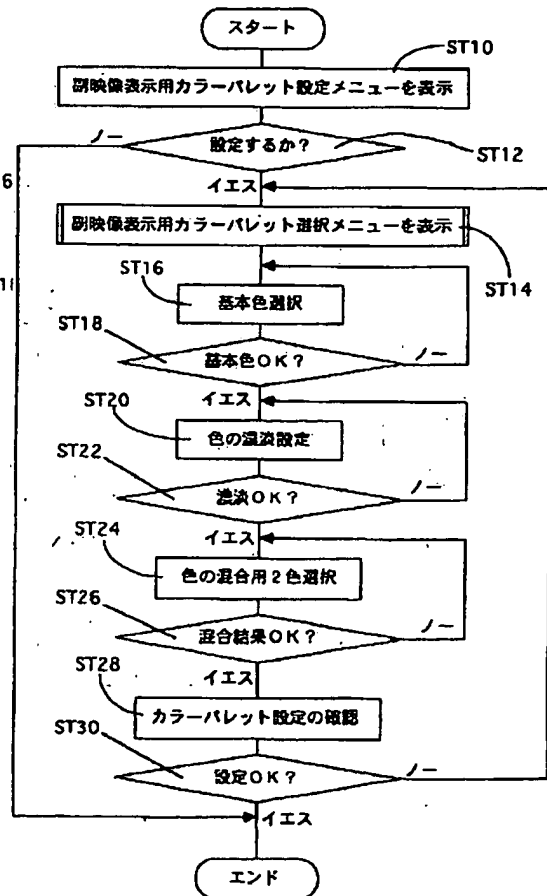 スタート
ST10
副映像表示用カラーパレット設定メニューを表示
ノー
設定するか?
ST12
6
イエス
副映像表示用カラーパレット選択メニューを表示
ST14
ST16
基本色選択
ST18
基本色OK?
ノー
イエス
ST20
色の濃淡設定
ST22
濃淡OK?
ノー
イエス
ST24
色の混合用2色選択
ST26
混合結果OK?
ノー
イエス
ST28
カラーパレット設定の確認
ST30
設定OK?
ノー
イエス
エンド